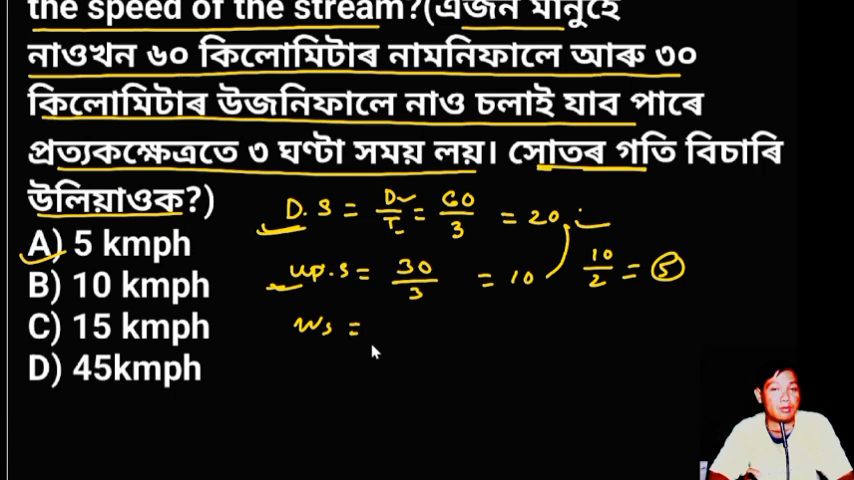 the speed of the stream?(এজন মানুহে
নাওখন ৬০ কিলোমিটাৰ নামনিফালে আৰু ৩০
কিলোমিটাৰ উজনিফালে নাও চলাই যাব পাৰে
প্ৰত্যকক্ষেত্ৰতে ৩ ঘণ্টা সময় লয়। সোতৰ গতি বিচাৰি
উলিয়াওক?)
D. S = D/T = 60/3 = 20
A) 5 kmph
up. s = 30/3 = 10 10/2 = 5
B) 10 kmph
Ws =
C) 15 kmph
D) 45kmph